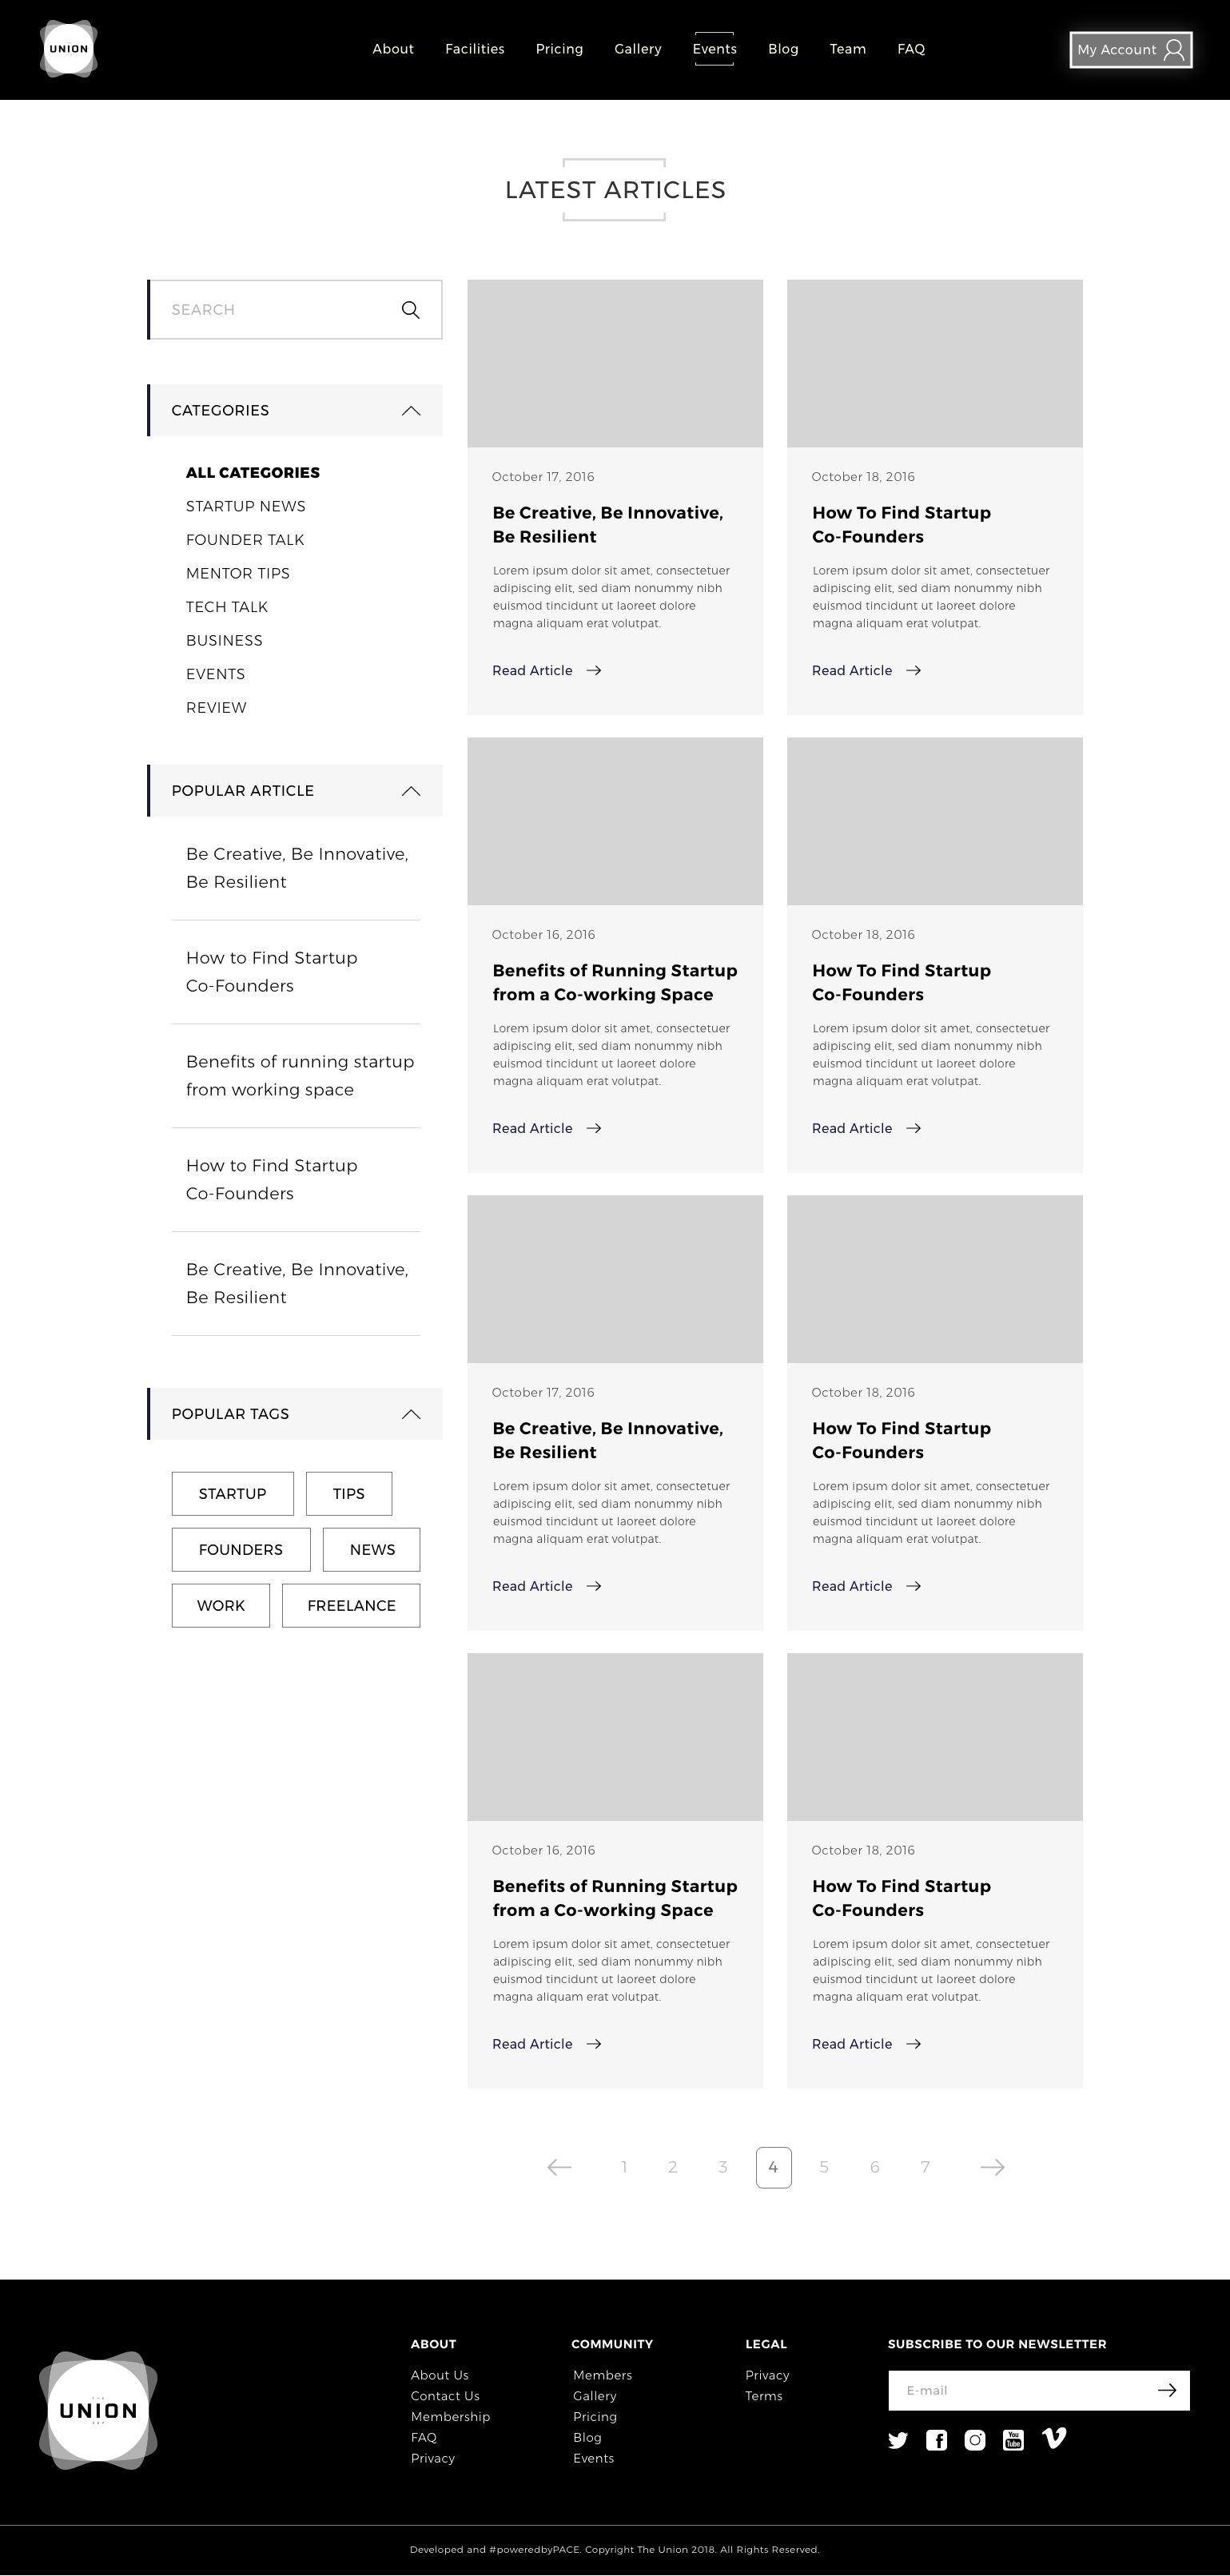 UNION
About
Facilities
Pricing
Gallery
Events
Blog
Team
FAQ
My Account
LATEST ARTICLES
SEARCH
CATEGORIES
ALL CATEGORIES
STARTUP NEWS
FOUNDER TALK
MENTOR TIPS
TECH TALK
BUSINESS
EVENTS
REVIEW
POPULAR ARTICLE
Be Creative, Be Innovative,
Be Resilient
How to Find Startup
Co-Founders
Benefits of running startup
from working space
How to Find Startup
Co-Founders
Be Creative, Be Innovative,
Be Resilient
POPULAR TAGS
STARTUP
TIPS
FOUNDERS
NEWS
WORK
FREELANCE
October 17, 2016
Be Creative, Be Innovative,
Be Resilient
Lorem ipsum dolor sit amet, consectetuer
adipiscing elit, sed diam nonummy nibh
euismod tincidunt ut laoreet dolore
magna aliquam erat volutpat.
Read Article
October 18, 2016
How To Find Startup
Co-Founders
Lorem ipsum dolor sit amet, consectetuer
adipiscing elit, sed diam nonummy nibh
euismod tincidunt ut laoreet dolore
magna aliquam erat volutpat.
Read Article
October 16, 2016
Benefits of Running Startup
from a Co-working Space
Lorem ipsum dolor sit amet, consectetuer
adipiscing elit, sed diam nonummy nibh
euismod tincidunt ut laoreet dolore
magna aliquam erat volutpat.
Read Article
October 18, 2016
How To Find Startup
Co-Founders
Lorem ipsum dolor sit amet, consectetuer
adipiscing elit, sed diam nonummy nibh
euismod tincidunt ut laoreet dolore
magna aliquam erat volutpat.
Read Article
October 17, 2016
Be Creative, Be Innovative,
Be Resilient
Lorem ipsum dolor sit amet, consectetuer
adipiscing elit, sed diam nonummy nibh
euismod tincidunt ut laoreet dolore
magna aliquam erat volutpat.
Read Article
October 18, 2016
How To Find Startup
Co-Founders
Lorem ipsum dolor sit amet, consectetuer
adipiscing elit, sed diam nonummy nibh
euismod tincidunt ut laoreet dolore
magna aliquam erat volutpat.
Read Article
October 16, 2016
Benefits of Running Startup
from a Co-working Space
Lorem ipsum dolor sit amet, consectetuer
adipiscing elit, sed diam nonummy nibh
euismod tincidunt ut laoreet dolore
magna aliquam erat volutpat.
Read Article
October 18, 2016
How To Find Startup
Co-Founders
Lorem ipsum dolor sit amet, consectetuer
adipiscing elit, sed diam nonummy nibh
euismod tincidunt ut laoreet dolore
magna aliquam erat volutpat.
Read Article
1 2 3 4 5 6 7
UNION
ABOUT
About Us
Contact Us
Membership
FAQ
Privacy
COMMUNITY
Members
Gallery
Pricing
Blog
Events
LEGAL
Privacy
Terms
SUBSCRIBE TO OUR NEWSLETTER
E-mail
You
Tube
Developed and #poweredbyPACE. Copyright The Union 2018. All Rights Reserved.